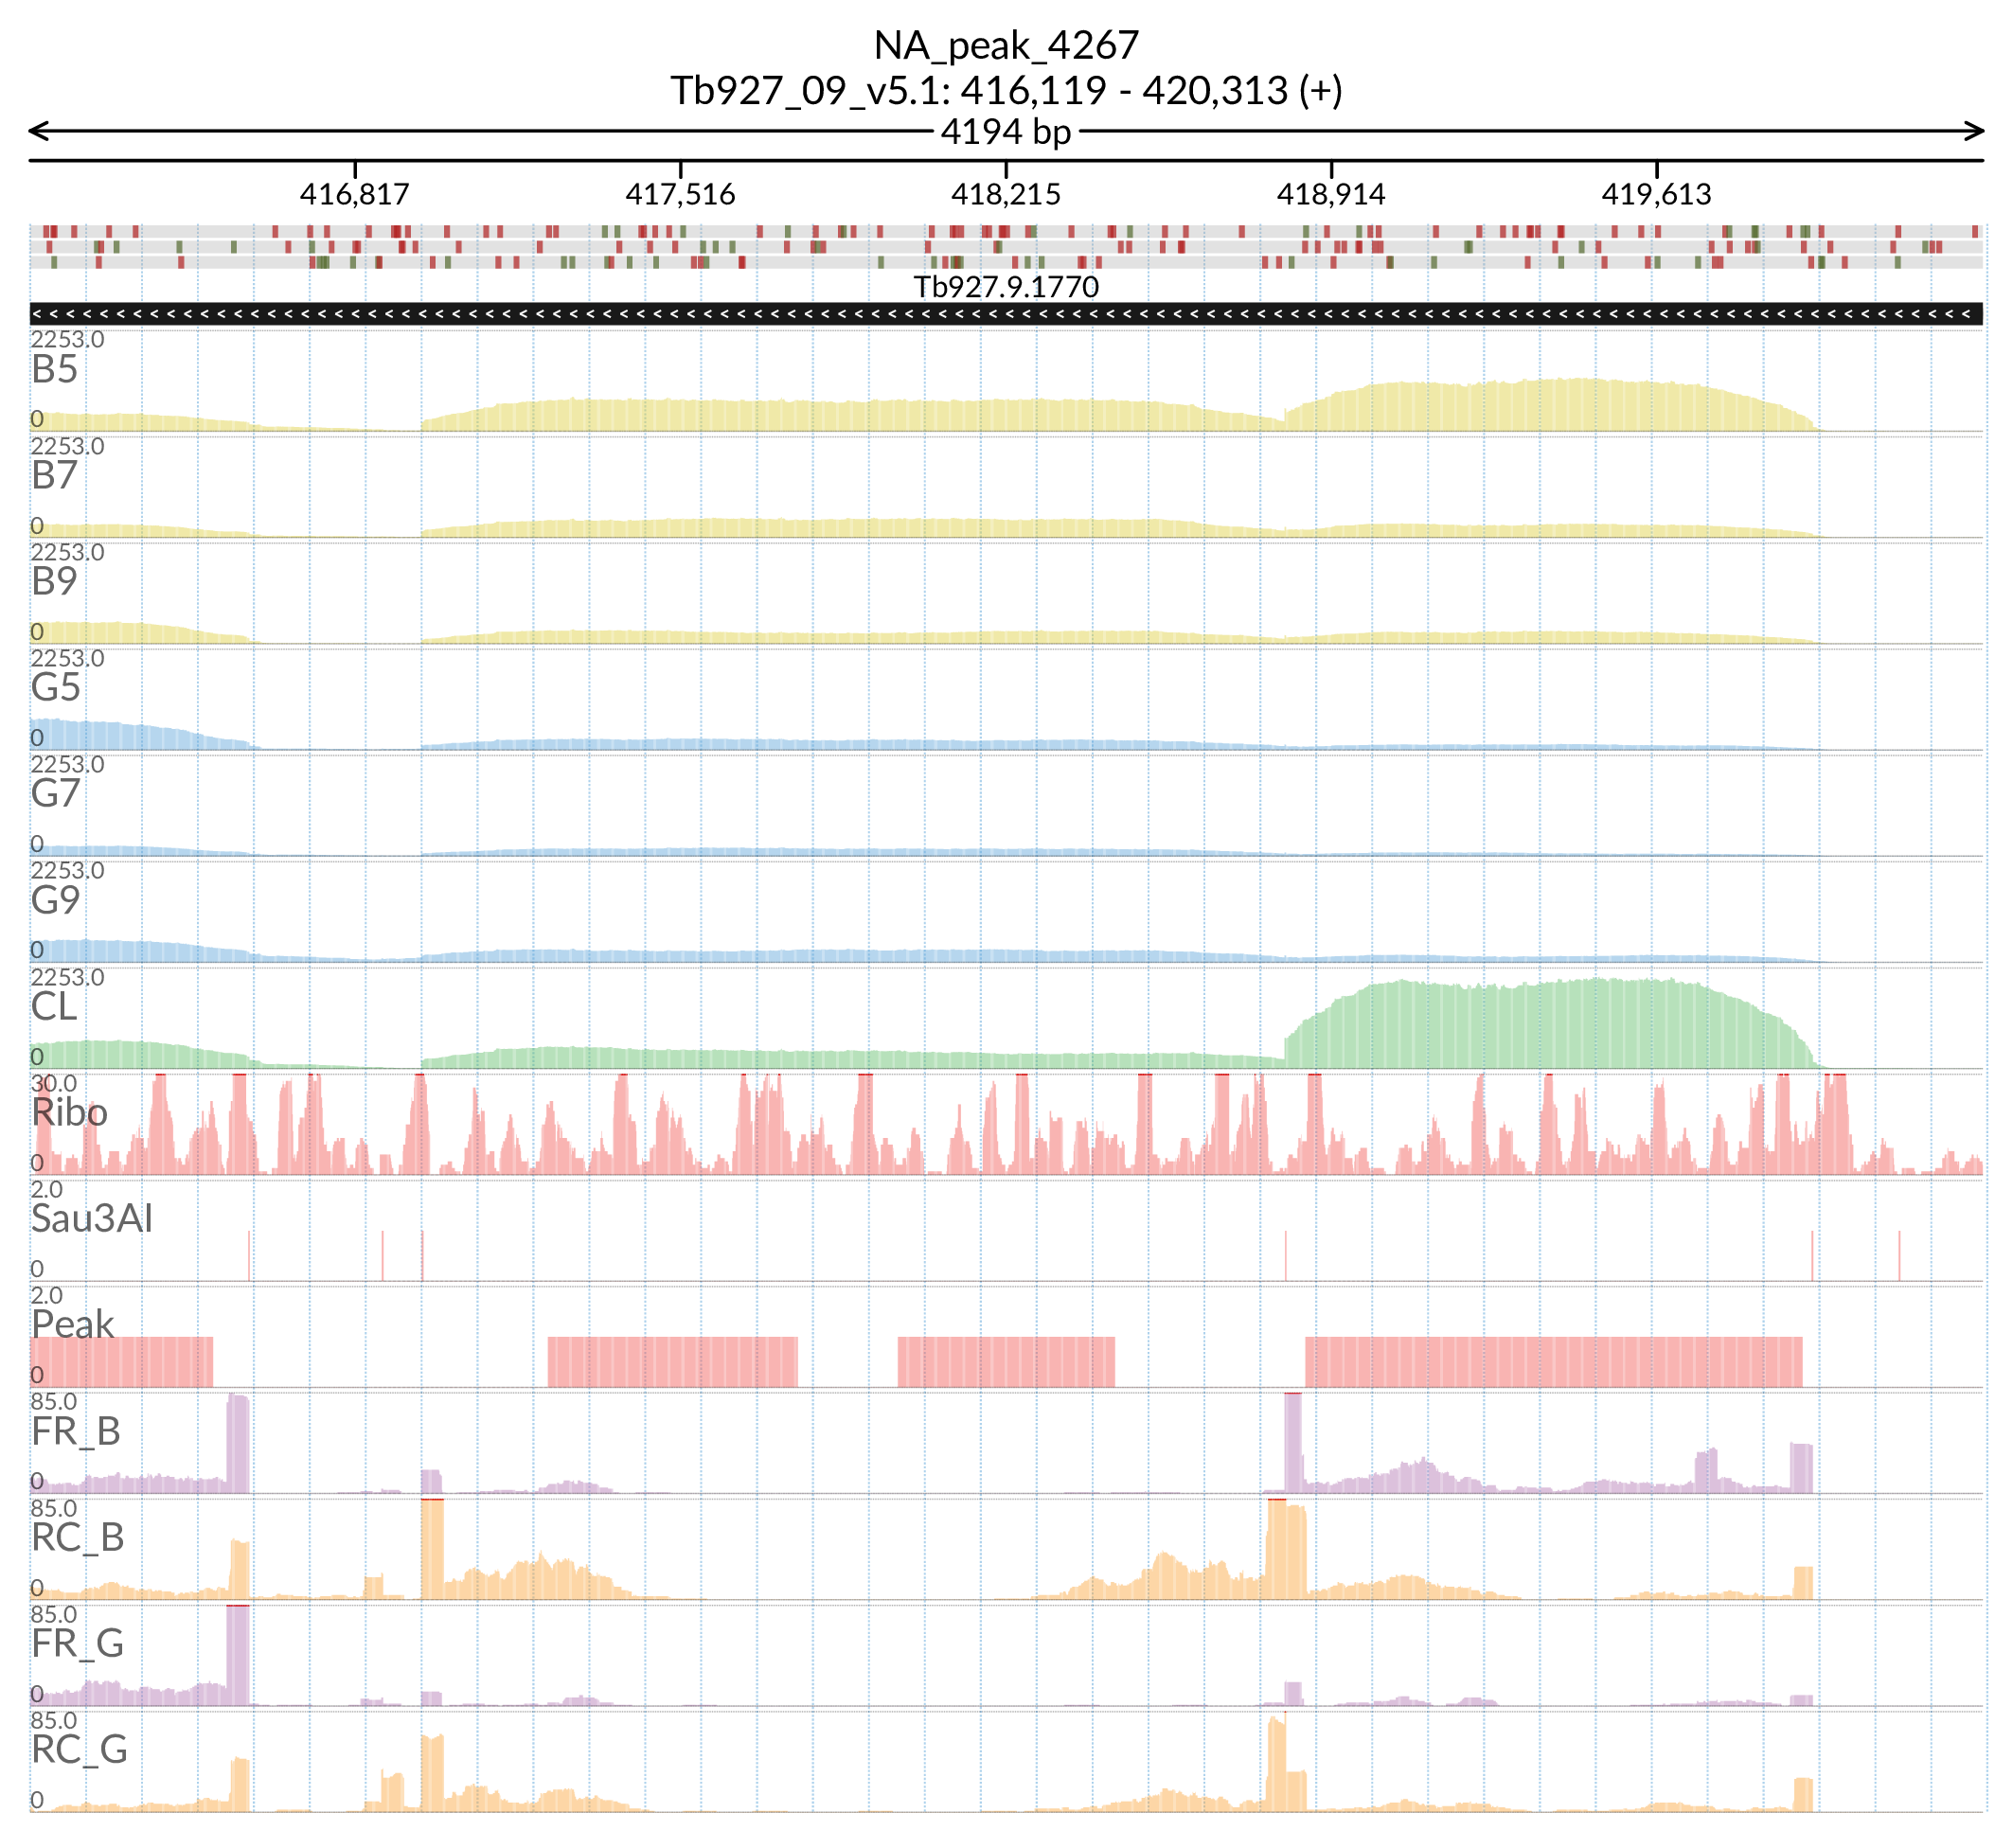 NA_peak_4267
Tb927_09_v5.1: 416,119 - 420,313 (+)
4194 bp
416,817 417,516 418,215 418,914 419,613
Tb927.9.1770
2253.0
B5
0
2253.0
B7
0
2253.0
B9
0
2253.0
G5
0
2253.0
G7
0
2253.0
G9
0
2253.0
CL
0
30.0
Ribo
0
2.0
Sau3AI
0
2.0
Peak
0
85.0
FR_B
0
85.0
RC_B
0
85.0
FR_G
0
85.0
RC_G
0